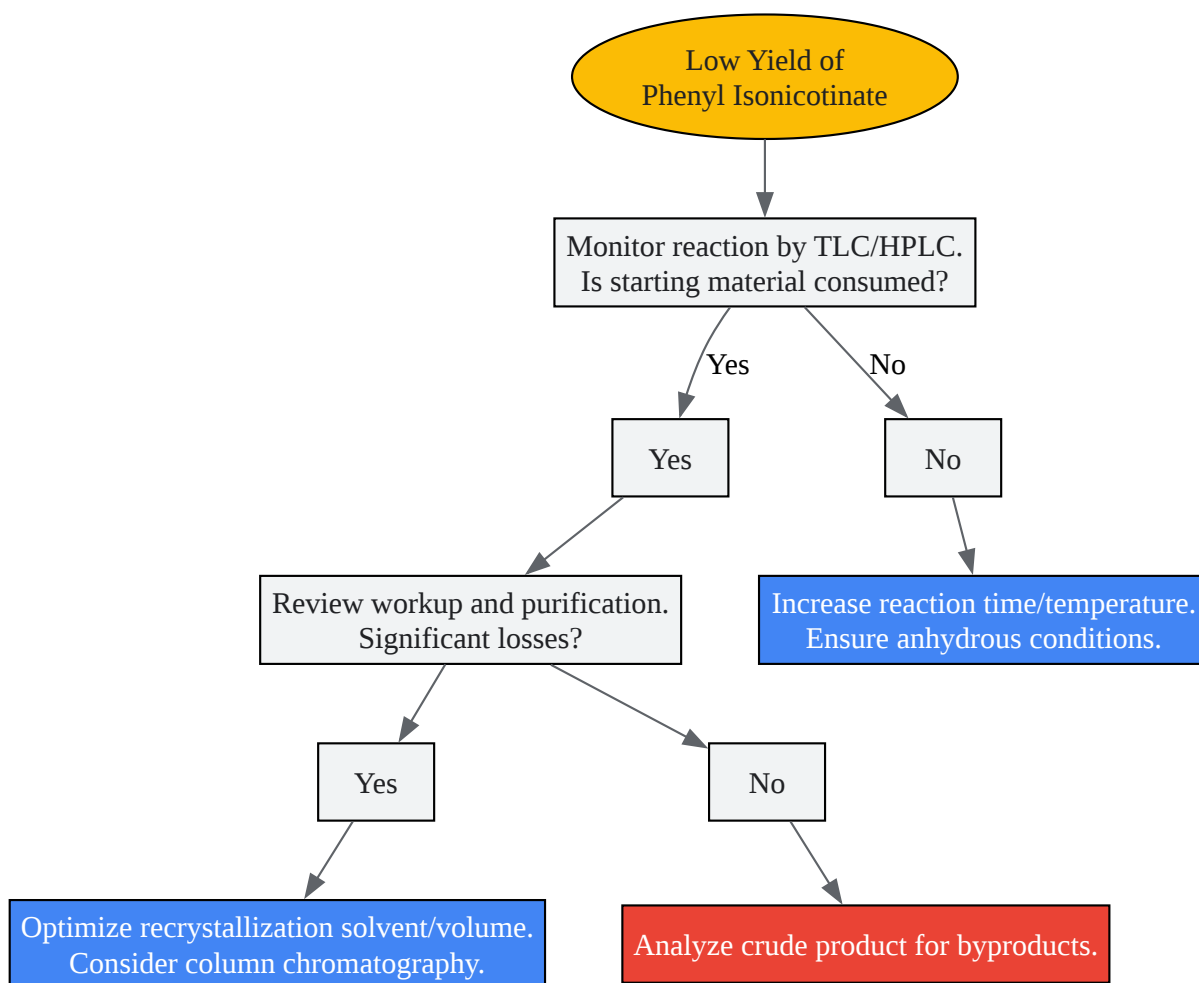 Low Yield of
Phenyl Isonicotinate
Monitor reaction by TLC/HPLC.
Is starting material consumed?
Yes
No
Yes
No
Review workup and purification.
Significant losses?
Increase reaction time/temperature.
Ensure anhydrous conditions.
Yes
No
Optimize recrystallization solvent/volume.
Consider column chromatography.
Analyze crude product for byproducts.